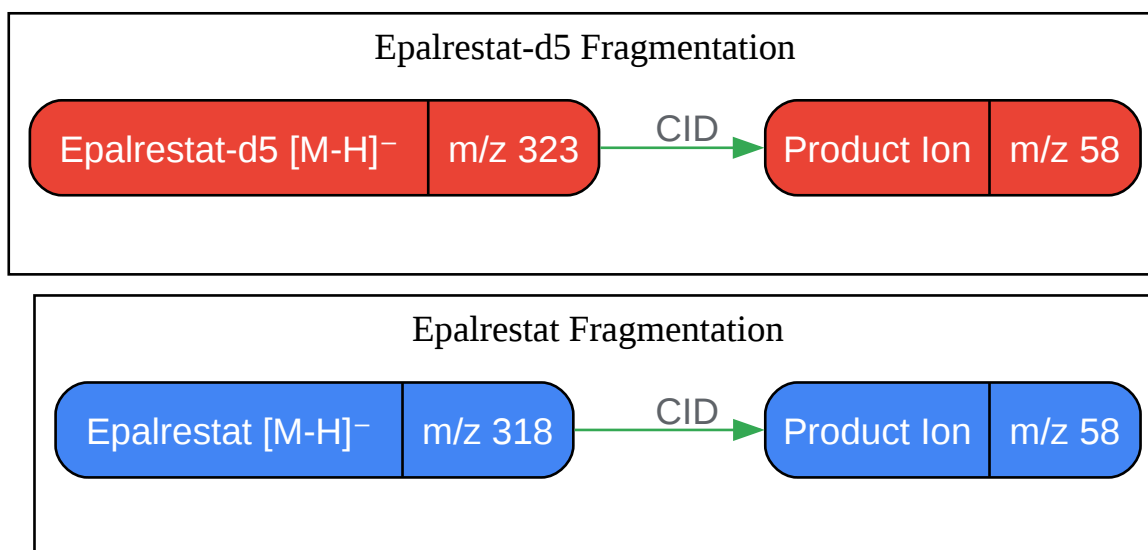 Epalrestat-d5 Fragmentation
Epalrestat-d5 [M-H]⁻ m/z 323 CID Product Ion m/z 58
Epalrestat Fragmentation
Epalrestat [M-H]⁻ m/z 318 CID Product Ion m/z 58